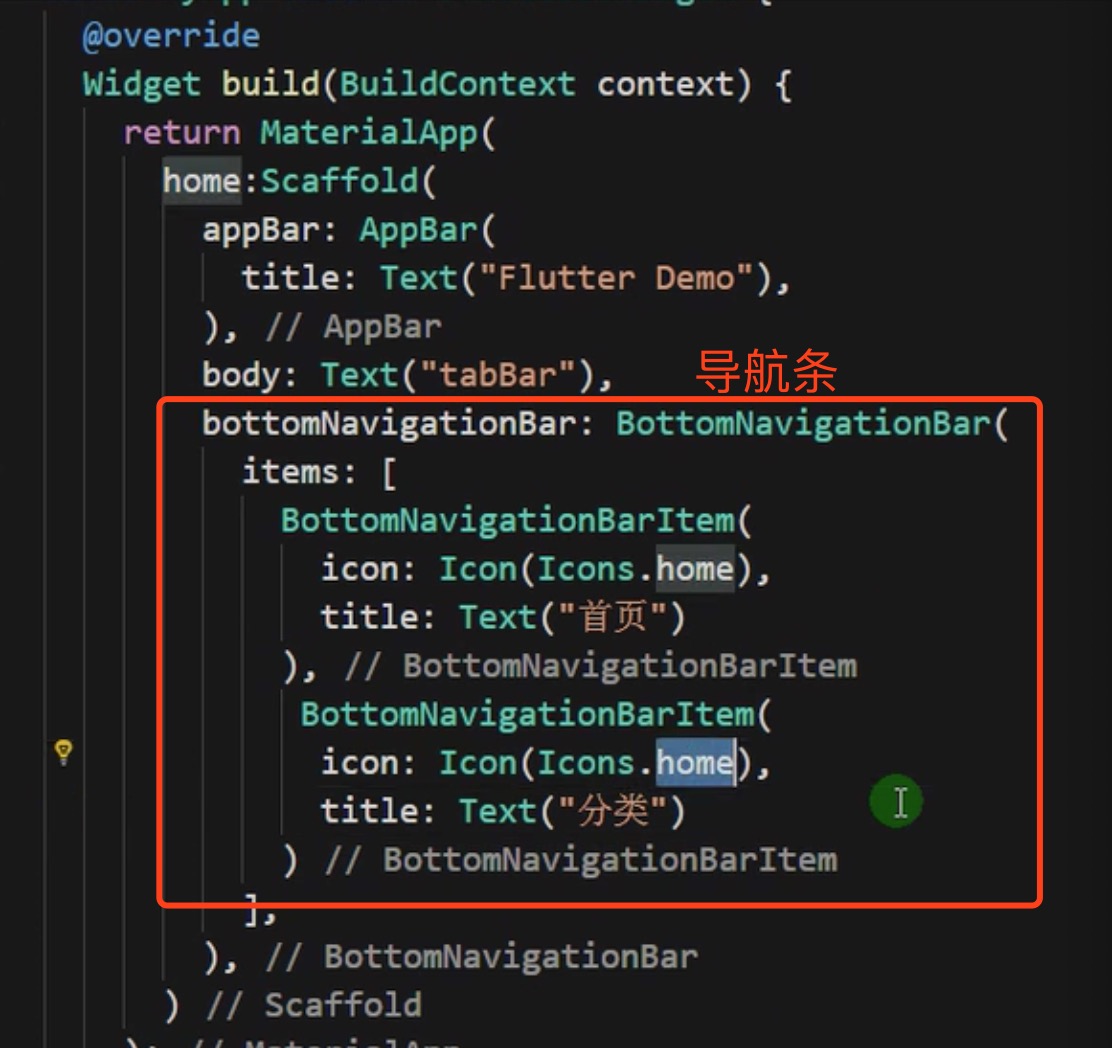 @override
Widget build(BuildContext context) {
return MaterialApp(
home:Scaffold(
appBar: AppBar(
title: Text("Flutter Demo"),
), // AppBar
body: Text("tabBar"),
导航条
bottomNavigationBar: BottomNavigationBar(
items: [
BottomNavigationBarItem(
icon: Icon(Icons.home),
title: Text("首页")
), // BottomNavigationBarItem
BottomNavigationBarItem(
icon: Icon(Icons.home),
title: Text("分类")
) // BottomNavigationBarItem
],
), // BottomNavigationBar
) // Scaffold
); // MaterialApp